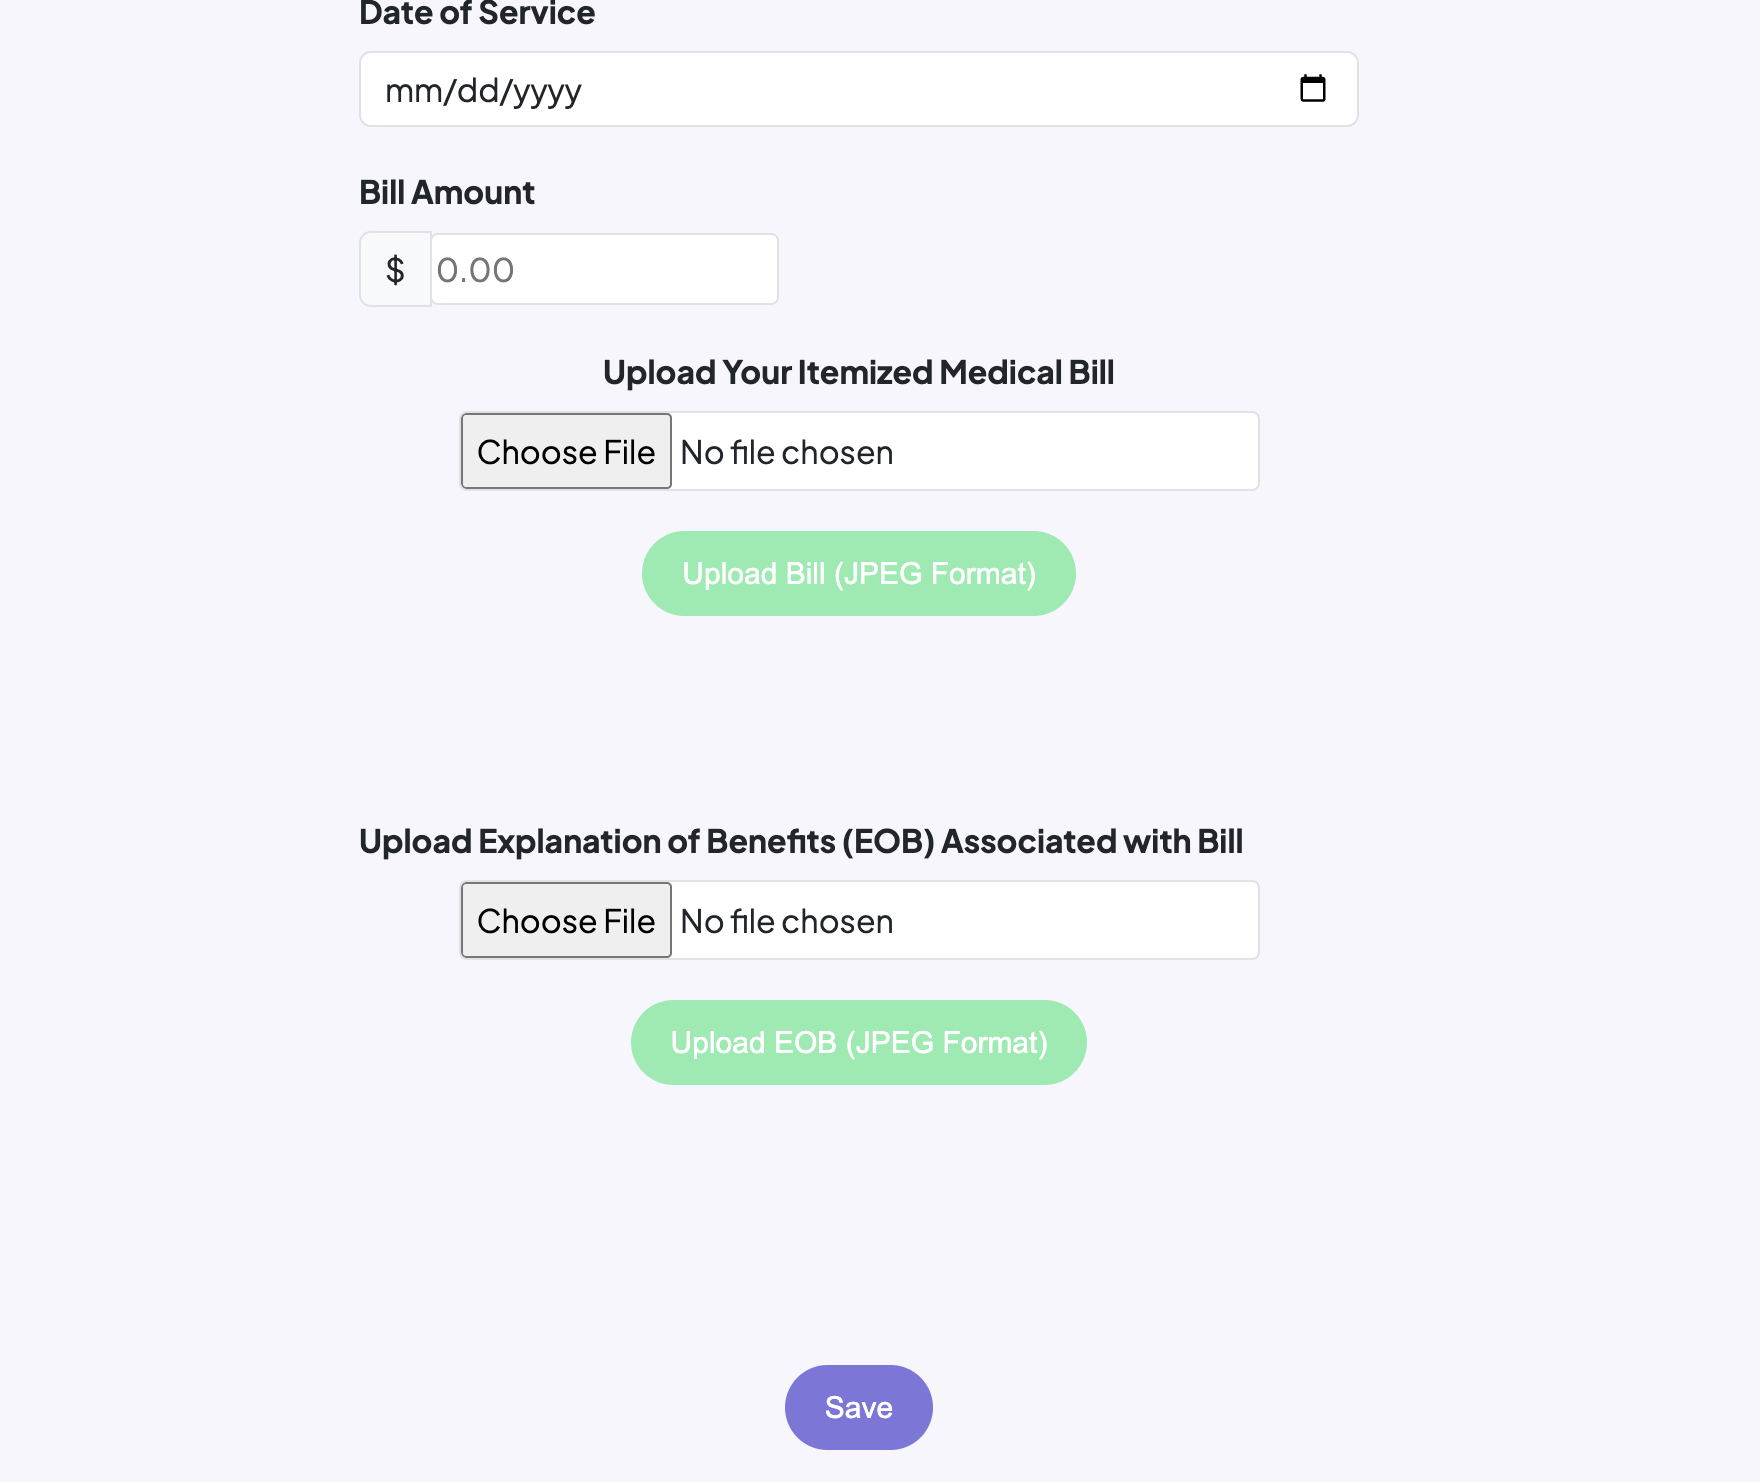 Date of Service
mm/dd/yyyy
Bill Amount
$ 0.00
Upload Your Itemized Medical Bill
Choose File No file chosen
Upload Bill (JPEG Format)
Upload Explanation of Benefits (EOB) Associated with Bill
Choose File No file chosen
Upload EOB (JPEG Format)
Save